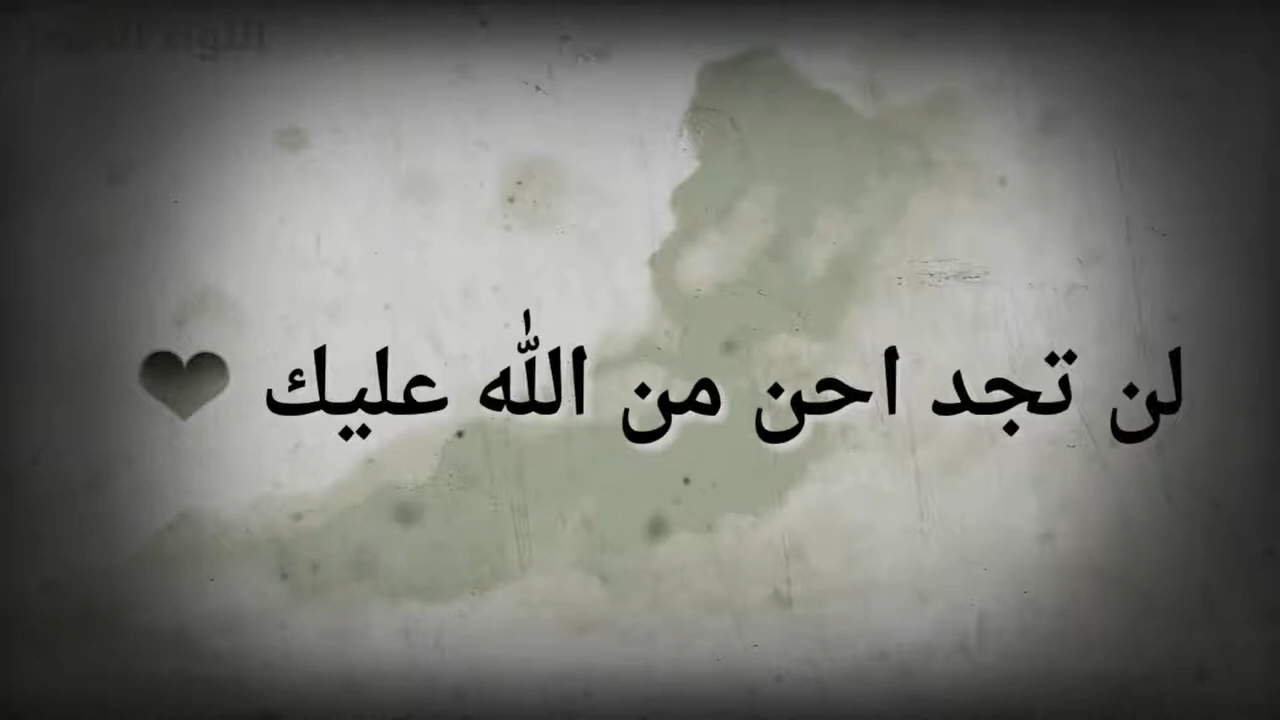 لن تجد احن من الله عليك ❤